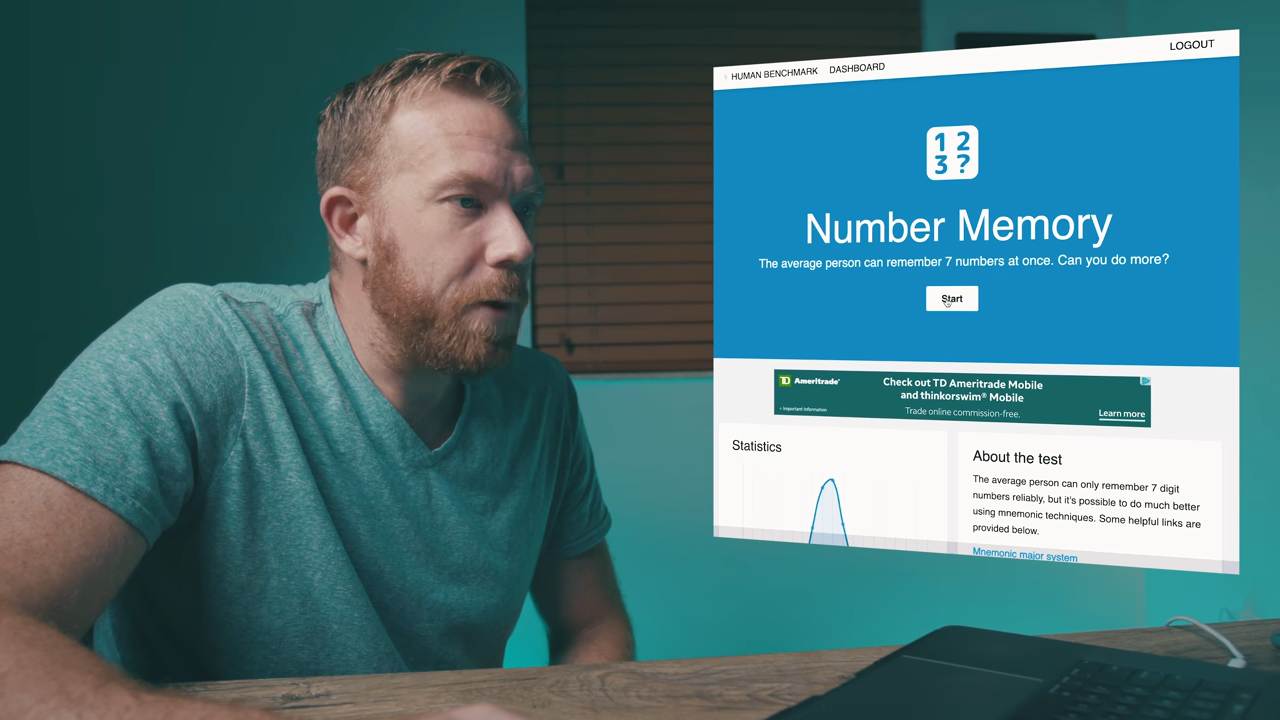 HUMAN BENCHMARK DASHBOARD LOGOUT
1 2
3 ?
Number Memory
The average person can remember 7 numbers at once. Can you do more?
Start
TD Ameritrade®
Check out TD Ameritrade Mobile
and thinkorswim® Mobile
Trade online commission-free.
Important Information
Learn more
Statistics
About the test
The average person can only remember 7 digit
numbers reliably, but it's possible to do much better
using mnemonic techniques. Some helpful links are
provided below.
Mnemonic major system